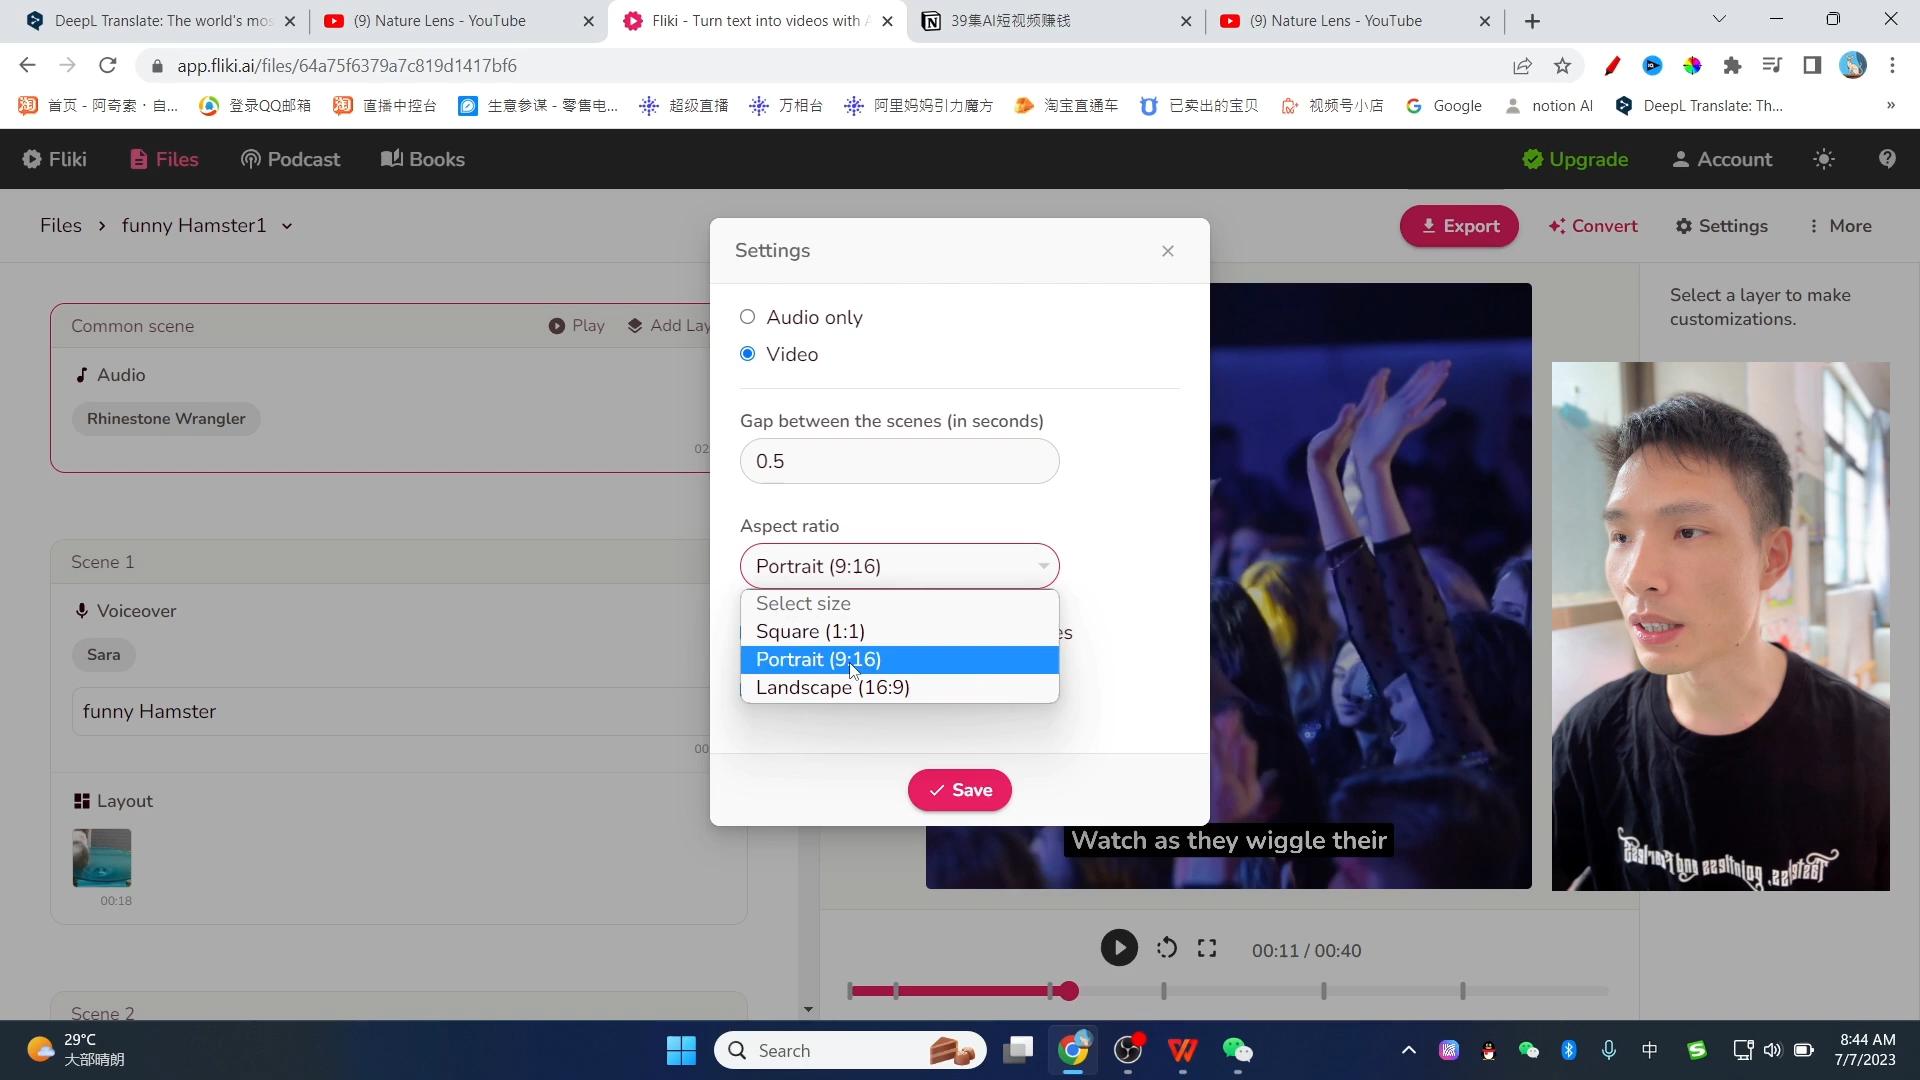 DeepL Translate: The world's mos
(9) Nature Lens - YouTube
Fliki - Turn text into videos with A
39集AI短视频赚钱
(9) Nature Lens - YouTube
app.fliki.ai/files/64a75f6379a7c819d1417bf6
首页 - 阿奇索 · 自...
登录QQ邮箱
直播中控台
生意参谋 - 零售电...
超级直播
万相台
阿里妈妈引力魔方
淘宝直通车
已卖出的宝贝
视频号小店
Google
notion AI
DeepL Translate: Th...
»
Fliki
Files
Podcast
Books
Upgrade
Account
Files › funny Hamster1
Export
Convert
Settings
More
Settings
Audio only
Video
Gap between the scenes (in seconds)
0.5
Aspect ratio
Portrait (9:16)
Select size
Square (1:1)
Portrait (9:16)
Landscape (16:9)
es
Save
Common scene
Play
Add Lay
Audio
Rhinestone Wrangler
02
Scene 1
Voiceover
Sara
funny Hamster
00
Layout
00:18
Scene 2
Select a layer to make
customizations.
Watch as they wiggle their
00:11 / 00:40
29°C
大部晴朗
Search
中
8:44 AM
7/7/2023